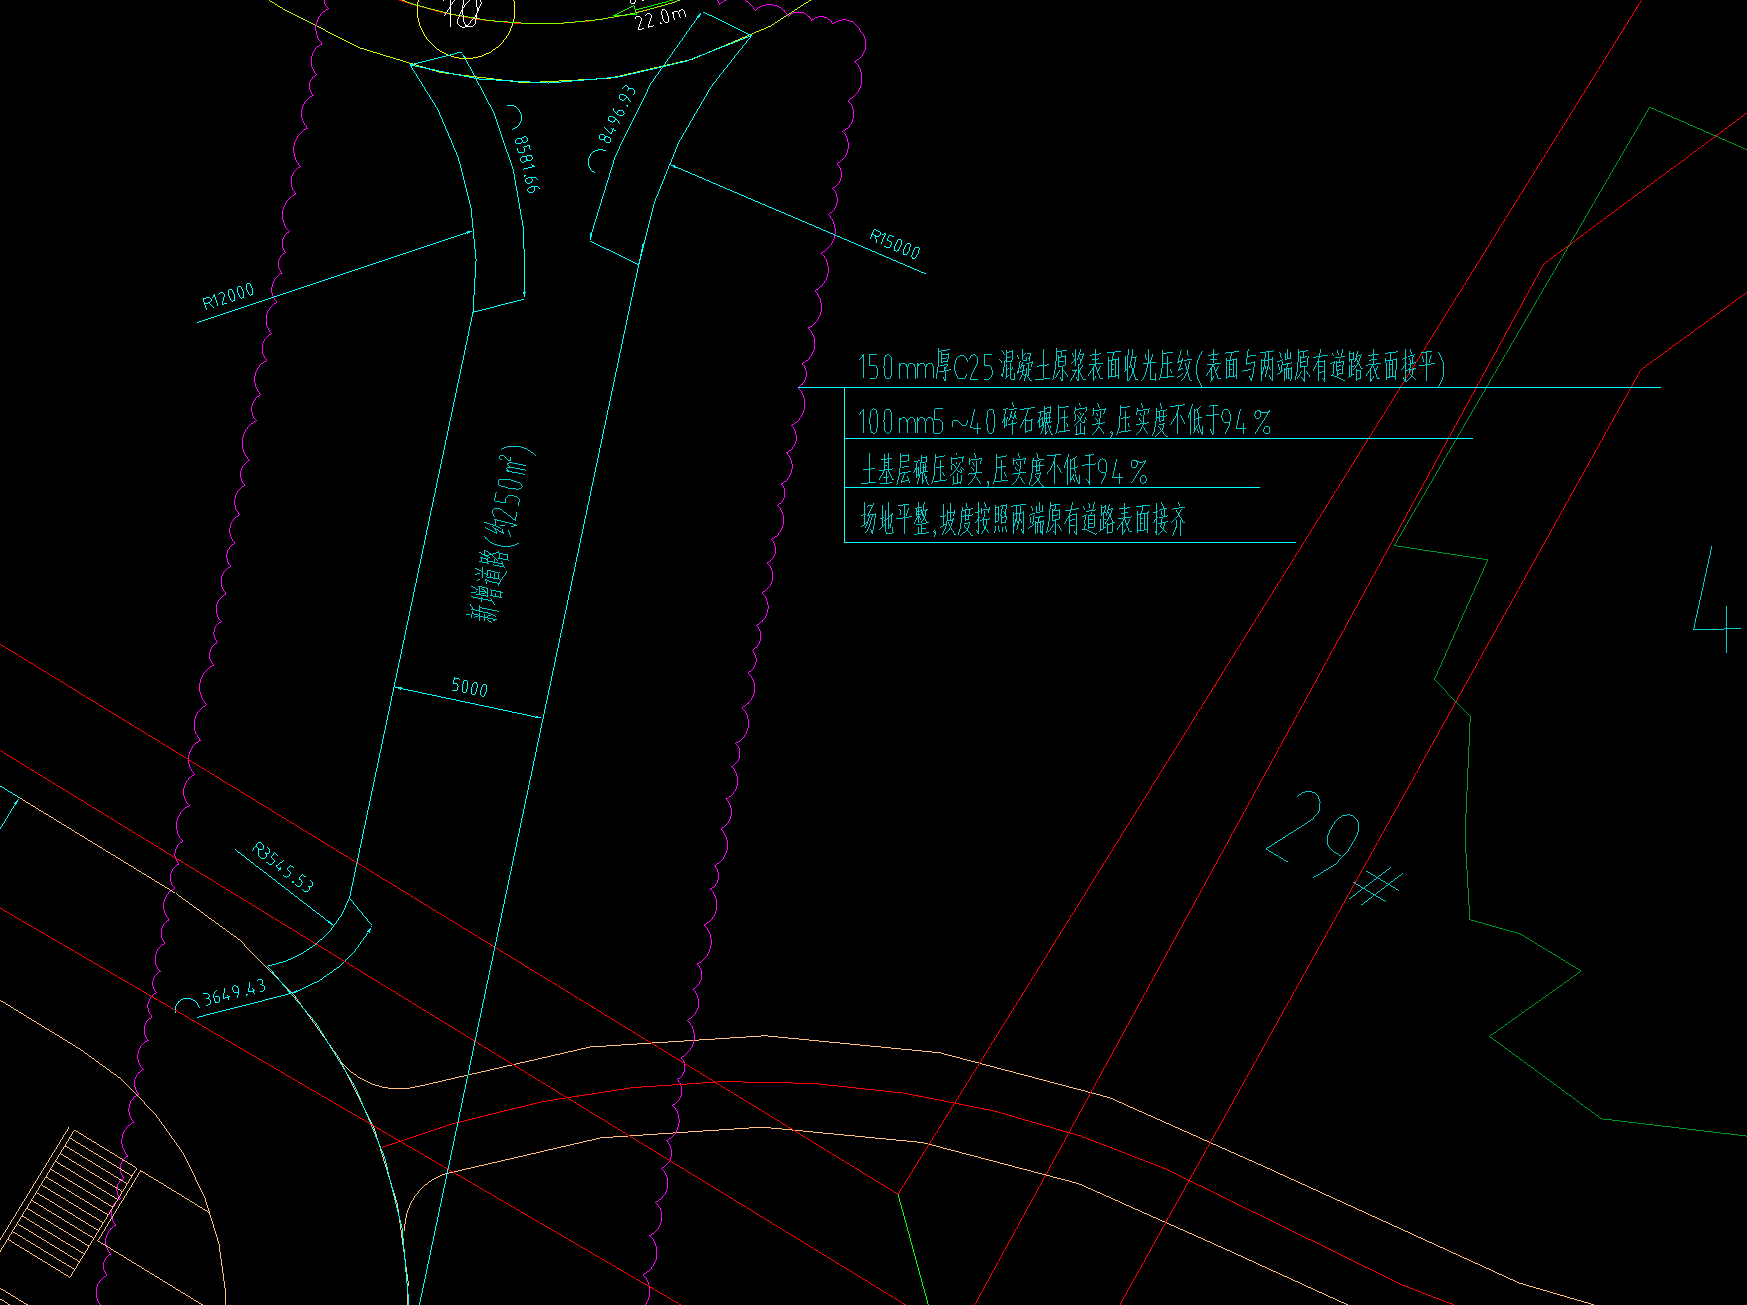 22.0m
8581.66
8496.93
R12000
R15000
150mm厚C25混凝土原浆表面收光压纹(表面与两端原有道路表面接平)
100mm5~40碎石碾压密实,压实度不低于94%
土基层碾压密实,压实度不低于94%
场地平整,坡度按照两端原有道路表面接齐
新增道路(约250㎡)
5000
R3545.53
3649.43
29#
4